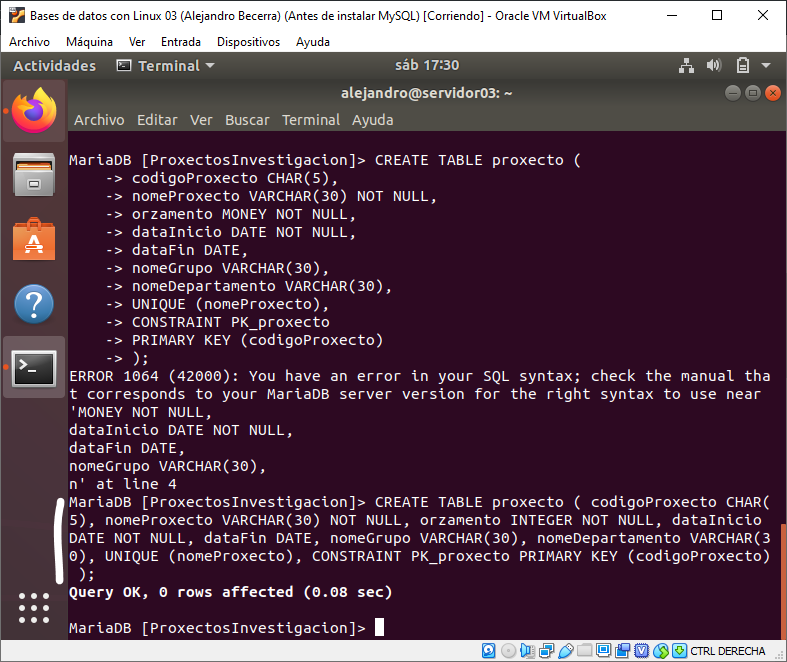 Bases de datos con Linux 03 (Alejandro Becerra) (Antes de instalar MySQL) [Corriendo] - Oracle VM VirtualBox
Archivo Máquina Ver Entrada Dispositivos Ayuda
Actividades Terminal sáb 17:30
alejandro@servidor03: ~
Archivo Editar Ver Buscar Terminal Ayuda
MariaDB [ProxectosInvestigacion]> CREATE TABLE proxecto (
-> codigoProxecto CHAR(5),
-> nomeProxecto VARCHAR(30) NOT NULL,
-> orzamento MONEY NOT NULL,
-> dataInicio DATE NOT NULL,
-> dataFin DATE,
-> nomeGrupo VARCHAR(30),
-> nomeDepartamento VARCHAR(30),
-> UNIQUE (nomeProxecto),
-> CONSTRAINT PK_proxecto
-> PRIMARY KEY (codigoProxecto)
-> );
ERROR 1064 (42000): You have an error in your SQL syntax; check the manual tha
t corresponds to your MariaDB server version for the right syntax to use near
'MONEY NOT NULL,
dataInicio DATE NOT NULL,
dataFin DATE,
nomeGrupo VARCHAR(30),
n' at line 4
MariaDB [ProxectosInvestigacion]> CREATE TABLE proxecto ( codigoProxecto CHAR(
5), nomeProxecto VARCHAR(30) NOT NULL, orzamento INTEGER NOT NULL, dataInicio
DATE NOT NULL, dataFin DATE, nomeGrupo VARCHAR(30), nomeDepartamento VARCHAR(3
0), UNIQUE (nomeProxecto), CONSTRAINT PK_proxecto PRIMARY KEY (codigoProxecto)
);
Query OK, 0 rows affected (0.08 sec)
MariaDB [ProxectosInvestigacion]>
CTRL DERECHA